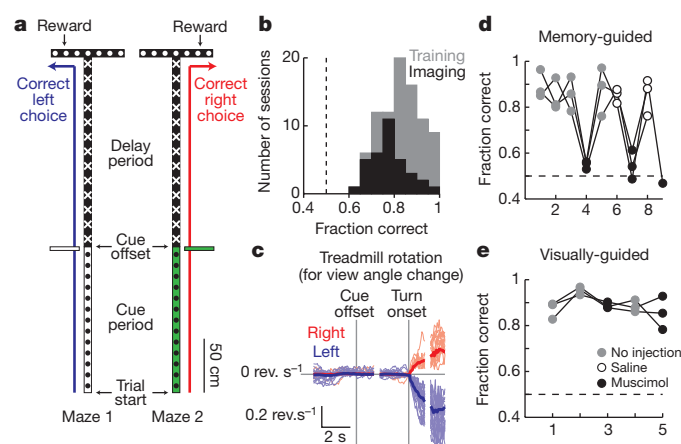 a
Reward
Reward
Correct
left
choice
Correct
right
choice
Delay
period
Cue
offset
Cue
period
Trial
start
50 cm
Maze 1
Maze 2
b
Number of sessions
20
10
0
Training
Imaging
0.4
0.6
0.8
1
Fraction correct
c
Treadmill rotation
(for view angle change)
Cue
offset
Turn
onset
Right
Left
0 rev. s⁻¹
0.2 rev.s⁻¹
2 s
d
Memory-guided
Fraction correct
1
0.8
0.6
0.4
2
4
6
8
e
Visually-guided
Fraction correct
1
0.8
0.6
0.4
No injection
Saline
Muscimol
1
3
5